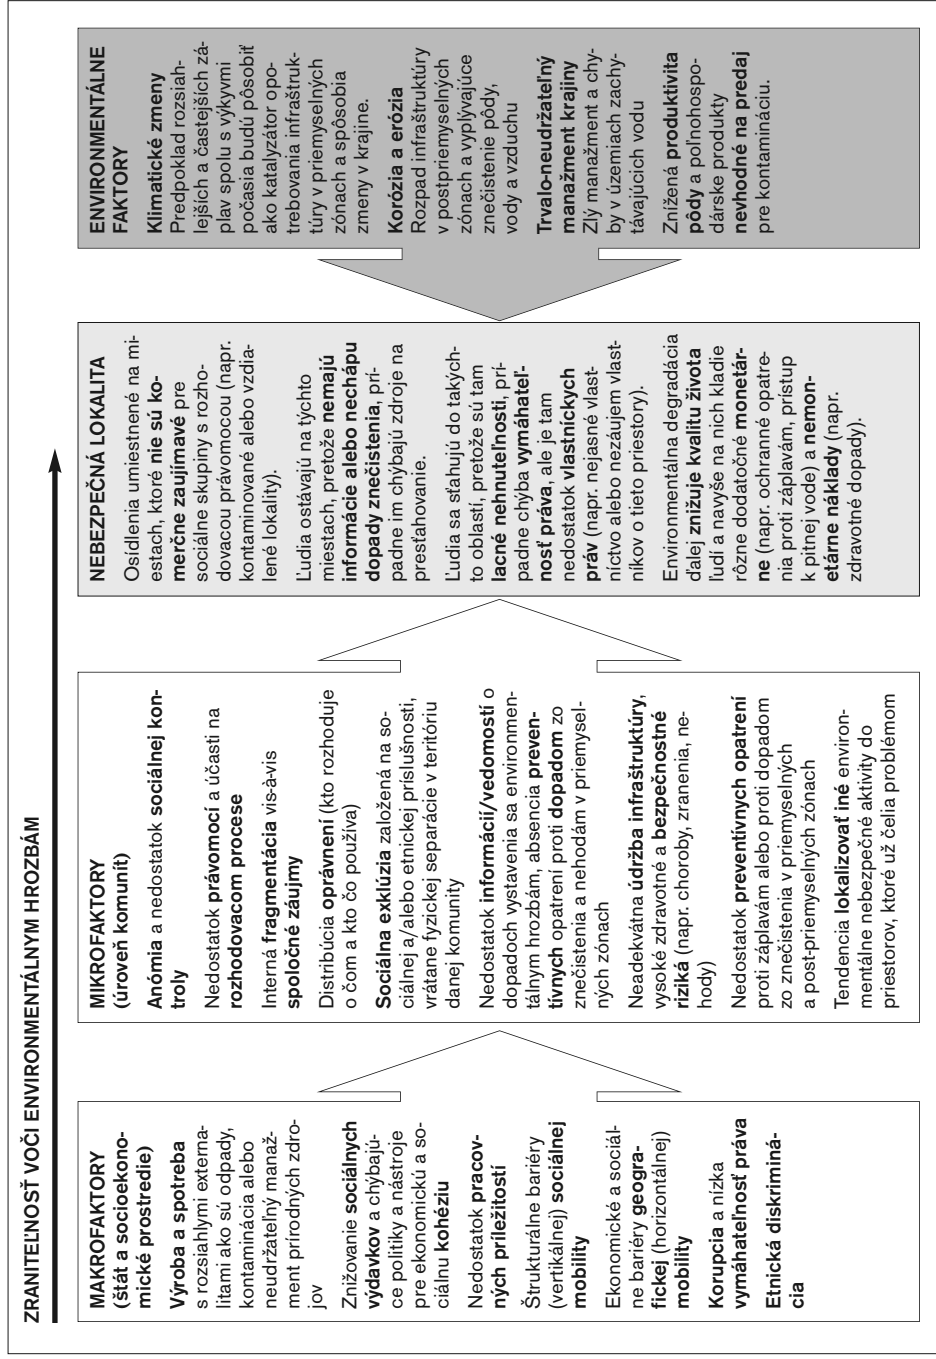 ZRANITEĽNOSŤ VOČI ENVIRONMENTÁLNYM HROZBÁM
MAKROFAKTORY
(štát a socioekono-
mické prostredie)
Výroba a spotreba
s rozsiahlymi externa-
litami ako sú odpady,
kontaminácia alebo
neudržateľný manaž-
ment prírodných zdro-
jov
Znižovanie sociálnych
výdavkov a chýbajú-
ce politiky a nástroje
pre ekonomickú a so-
ciálnu kohéziu
Nedostatok pracov-
ných príležitostí
Štrukturálne bariéry
(vertikálnej) sociálnej
mobility
Ekonomické a sociál-
ne bariéry geogra-
fickej (horizontálnej)
mobility
Korupcia a nízka
vymáhateľnosť práva
Etnická diskriminá-
cia
MIKROFAKTORY
(úroveň komunít)
Anómia a nedostatok sociálnej kon-
troly
Nedostatok právomocí a účasti na
rozhodovacom procese
Interná fragmentácia vis-à-vis
spoločné záujmy
Distribúcia oprávnení (kto rozhoduje
o čom a kto čo používa)
Sociálna exklúzia založená na so-
ciálnej a/alebo etnickej príslušnosti,
vrátane fyzickej separácie v teritóriu
danej komunity
Nedostatok informácií/vedomostí o
dopadoch vystavenia sa environmen-
tálnym hrozbám, absencia preven-
tívnych opatrení proti dopadom zo
znečistenia a nehodám v priemysel-
ných zónach
Neadekvátna údržba infraštruktúry,
vysoké zdravotné a bezpečnostné
riziká (napr. choroby, zranenia, ne-
hody)
Nedostatok preventívnych opatrení
proti záplavám alebo proti dopadom
zo znečistenia v priemyselných
a post-priemyselných zónach
Tendencia lokalizovať iné environ-
mentálne nebezpečné aktivity do
priestorov, ktoré už čelia problémom
NEBEZPEČNÁ LOKALITA
Osídlenia umiestnené na mi-
estach, ktoré nie sú ko-
merčne zaujímavé pre
sociálne skupiny s rozho-
dovacou právomocou (napr.
kontaminované alebo vzdia-
lené lokality).
Ľudia ostávajú na týchto
miestach, pretože nemajú
informácie alebo nechápu
dopady znečistenia, prí-
padne im chýbajú zdroje na
presťahovanie.
Ľudia sa sťahujú do takých-
to oblastí, pretože sú tam
lacné nehnuteľnosti, prí-
padne chýba vymáhateľ-
nosť práva, ale je tam
nedostatok vlastnických
práv (napr. nejasné vlast-
níctvo alebo nezáujem vlast-
níkov o tieto priestory).
Environmentálna degradácia
ďalej znižuje kvalitu života
ľudí a navyše na nich kladie
rôzne dodatočné monetár-
ne (napr. ochranné opatre-
nia proti záplavám, prístup
k pitnej vode) a nemon-
etárne náklady (napr.
zdravotné dopady).
ENVIRONMENTÁLNE
FAKTORY
Klimatické zmeny
Predpoklad rozsiah-
lejších a častejších zá-
plav spolu s výkyvmi
počasia budú pôsobiť
ako katalyzátor opo-
trebovania infraštruk-
túry v priemyselných
zónach a spôsobia
zmeny v krajine.
Korózia a erózia
Rozpad infraštruktúry
v postpriemyselných
zónach a vyplývajúce
znečistenie pôdy,
vody a vzduchu
Trvalo-neudržateľný
manažment krajiny
Zlý manažment a chy-
by v územiach zachy-
távajúcich vodu
Znížená produktivita
pôdy a polnohospo-
dárske produkty
nevhodné na predaj
pre kontamináciu.